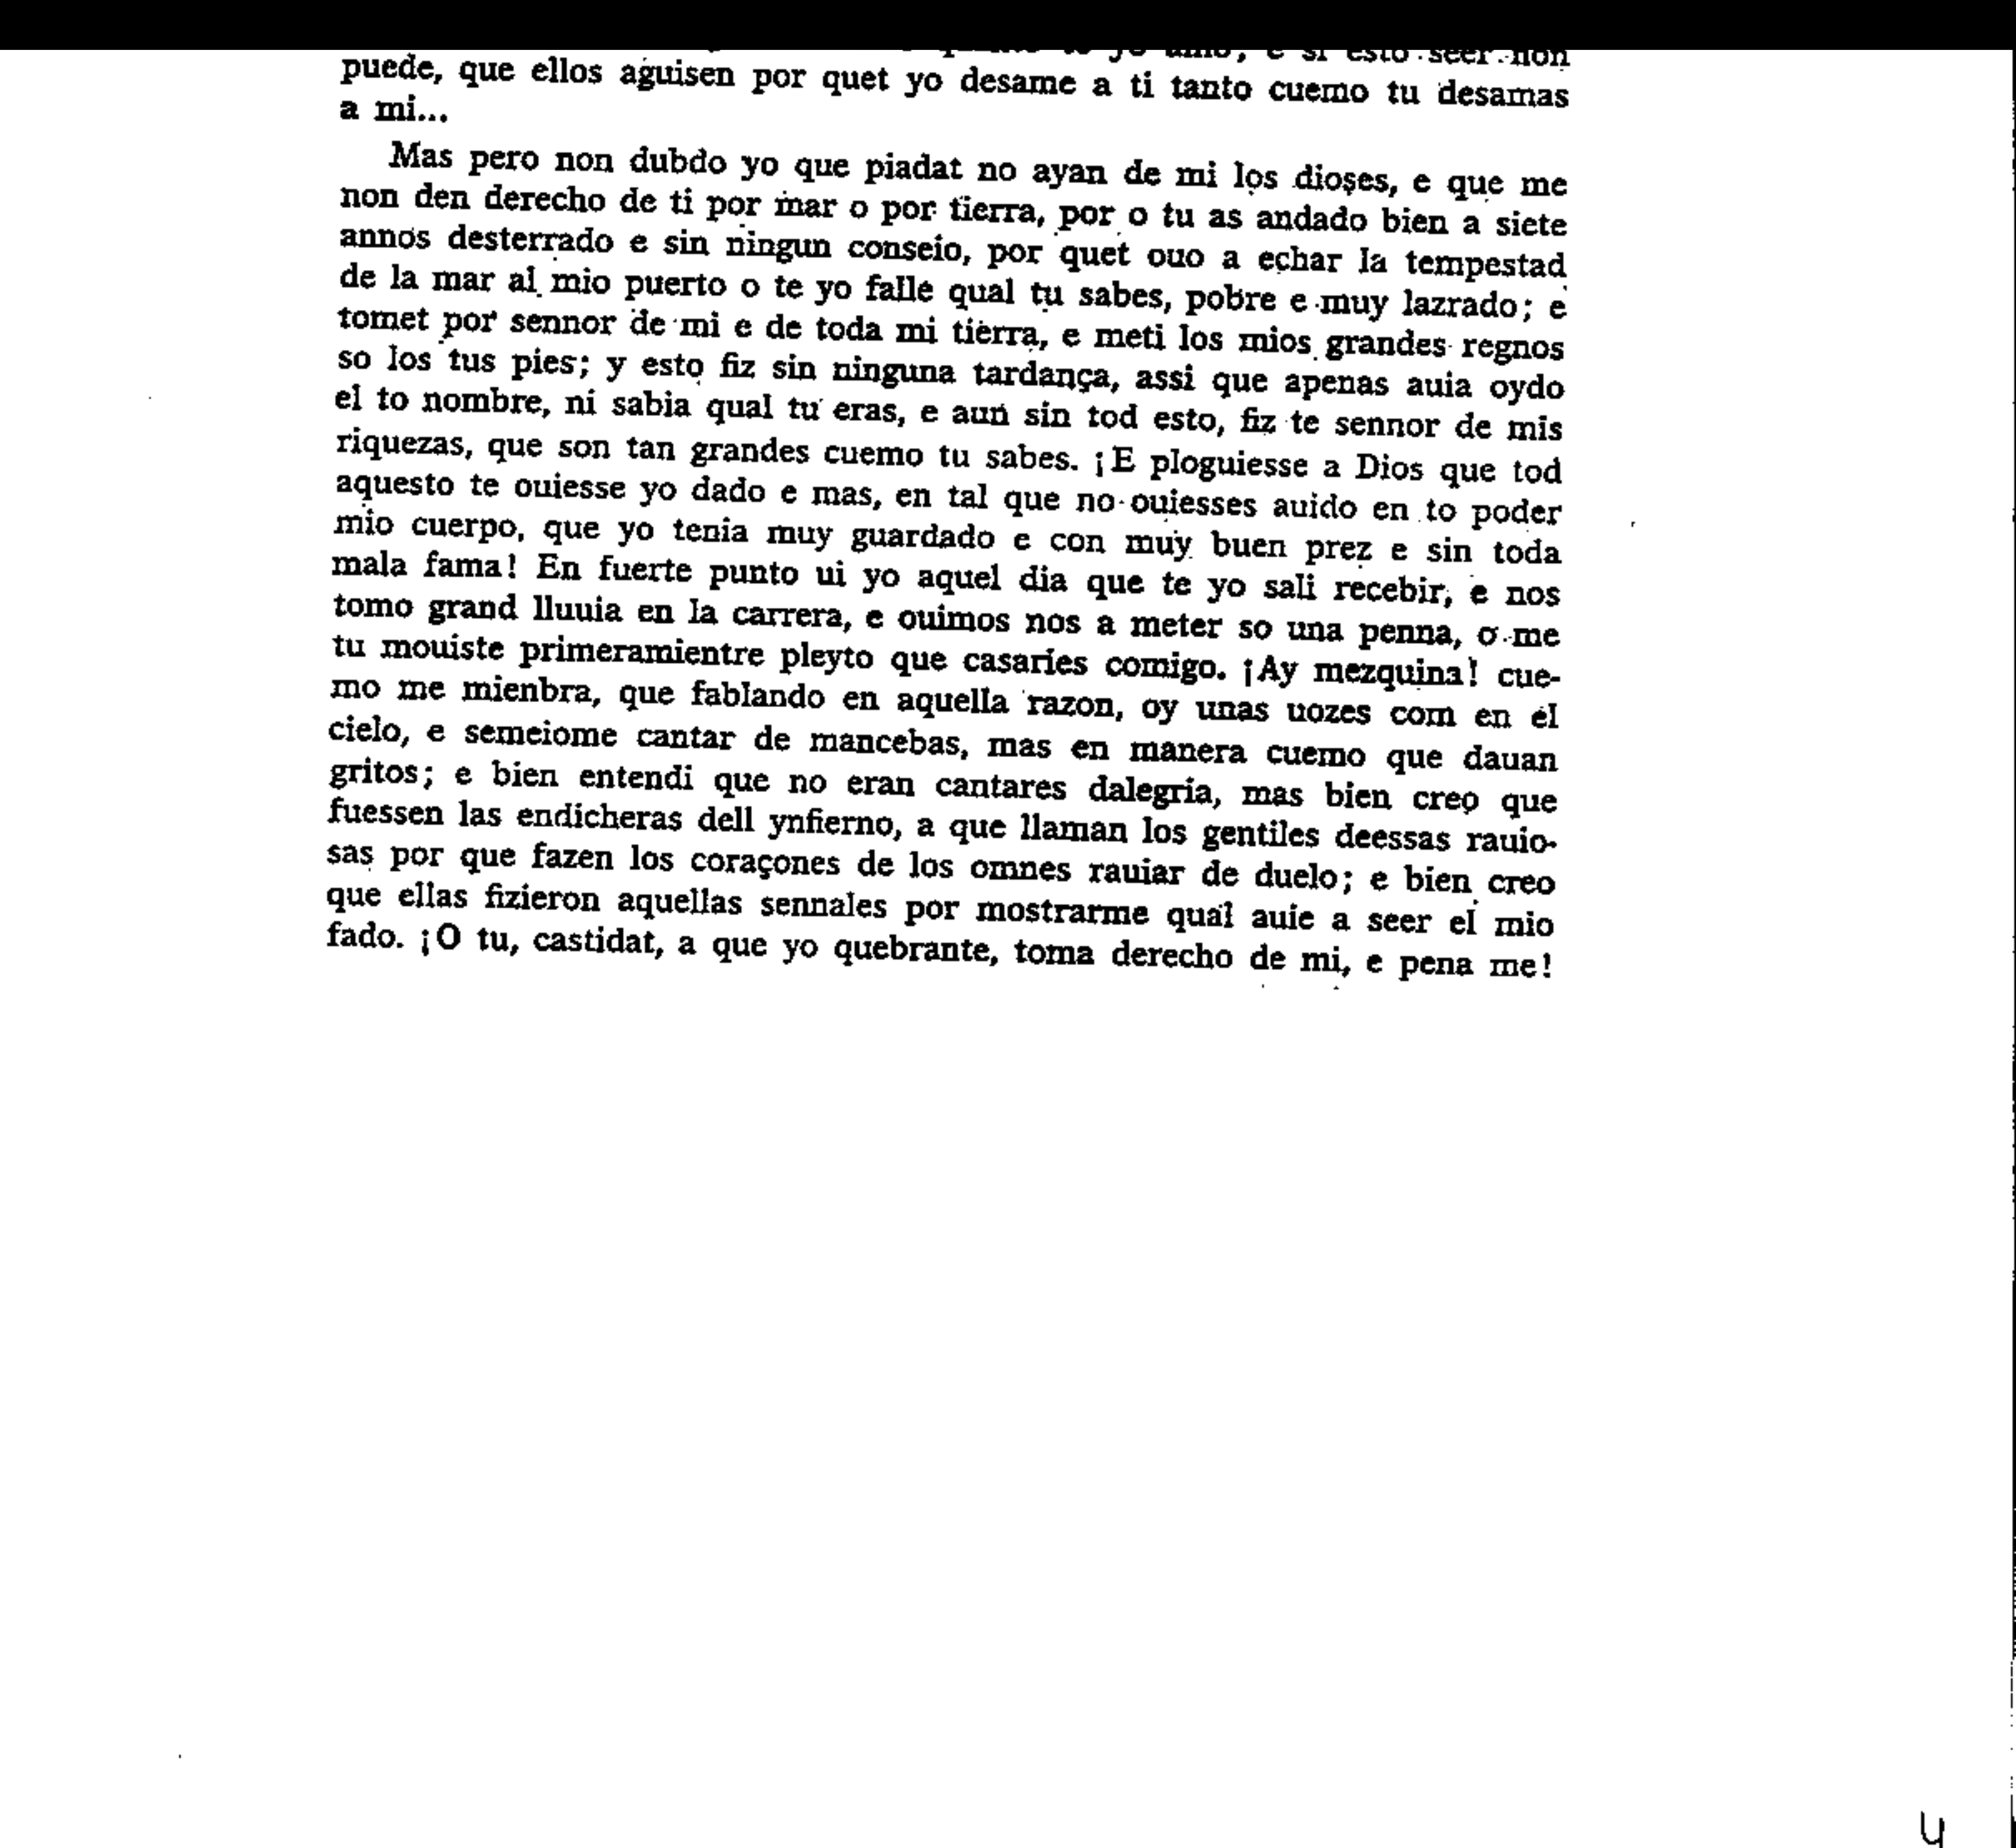 te yo amo; e si esto seer non
puede, que ellos aguisen por quet yo desame a ti tanto cuemo tu desamas
a mi...
Mas pero non dubdo yo que piadat no ayan de mi los dioses, e que me
non den derecho de ti por mar o por tierra, por o tu as andado bien a siete
annos desterrado e sin ningun conseio, por quet ouo a echar la tempestad
de la mar al mio puerto o te yo falle qual tu sabes, pobre e muy lazrado; e
tomet por sennor de mi e de toda mi tierra, e meti los mios grandes regnos
so los tus pies; y esto fiz sin ninguna tardança, assi que apenas auia oydo
el to nombre, ni sabia qual tu eras, e aun sin tod esto, fiz te sennor de mis
riquezas, que son tan grandes cuemo tu sabes. ¡E ploguiesse a Dios que tod
aquesto te ouiesse yo dado e mas, en tal que no ouiesses auido en to poder
mio cuerpo, que yo tenia muy guardado e con muy buen prez e sin toda
mala fama! En fuerte punto ui yo aquel dia que te yo sali recebir, e nos
tomo grand lluuia en la carrera, e ouimos nos a meter so una penna, o me
tu mouiste primeramientre pleyto que casaries comigo. ¡Ay mezquina! cue-
mo me mienbra, que fablando en aquella razon, oy unas uozes com en el
cielo, e semeiome cantar de mancebas, mas en manera cuemo que dauan
gritos; e bien entendi que no eran cantares dalegria, mas bien creo que
fuessen las endicheras dell ynfierno, a que llaman los gentiles deessas rauio-
sas por que fazen los coraçones de los omnes rauiar de duelo; e bien creo
que ellas fizieron aquellas sennales por mostrarme qual auie a seer el mio
fado. ¡O tu, castidat, a que yo quebrante, toma derecho de mi, e pena me!
4